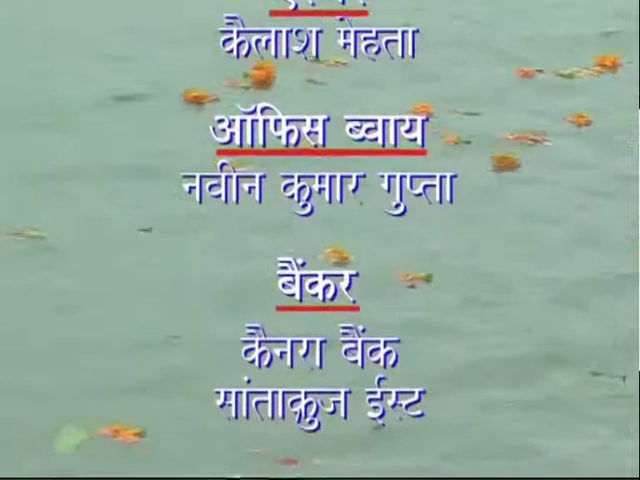 कैलाश मेहता
ऑफिस ब्वाय
नवीन कुमार गुप्ता
बैंकर
कैनरा बैंक
सांताक्रुज ईस्ट